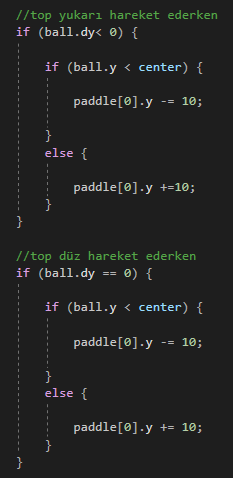 //top yukarı hareket ederken
if (ball.dy< 0) {
if (ball.y < center) {
paddle[0].y -= 10;
}
else {
paddle[0].y +=10;
}
}
//top düz hareket ederken
if (ball.dy == 0) {
if (ball.y < center) {
paddle[0].y -= 10;
}
else {
paddle[0].y += 10;
}
}